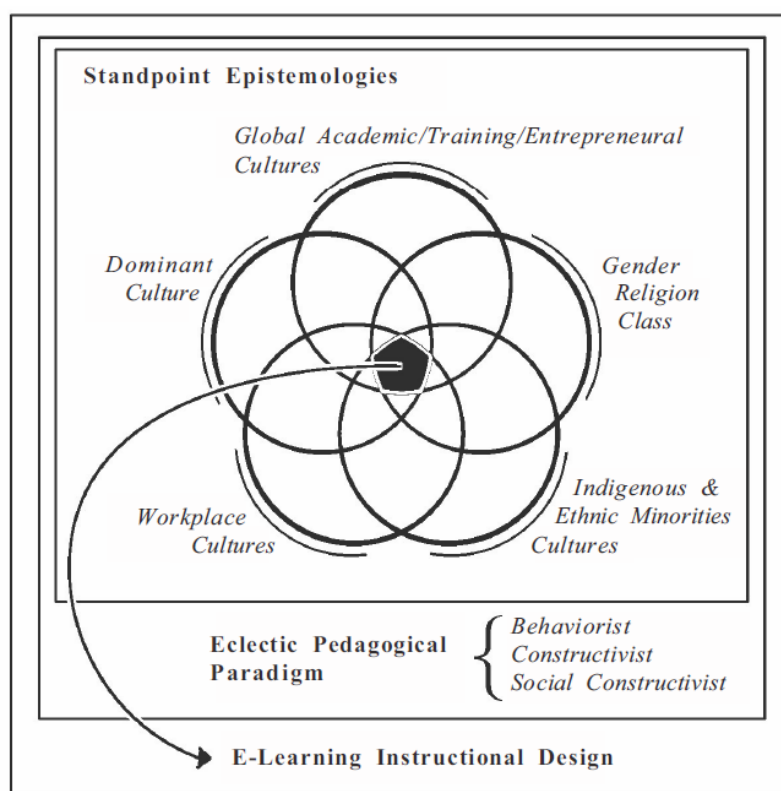 Standpoint Epistemologies
Global Academic/Training/Entrepreneural
Cultures
Dominant
Culture
Gender
Religion
Class
Workplace
Cultures
Indigenous &
Ethnic Minorities
Cultures
Eclectic Pedagogical
Paradigm
Behaviorist
Constructivist
Social Constructivist
E-Learning Instructional Design